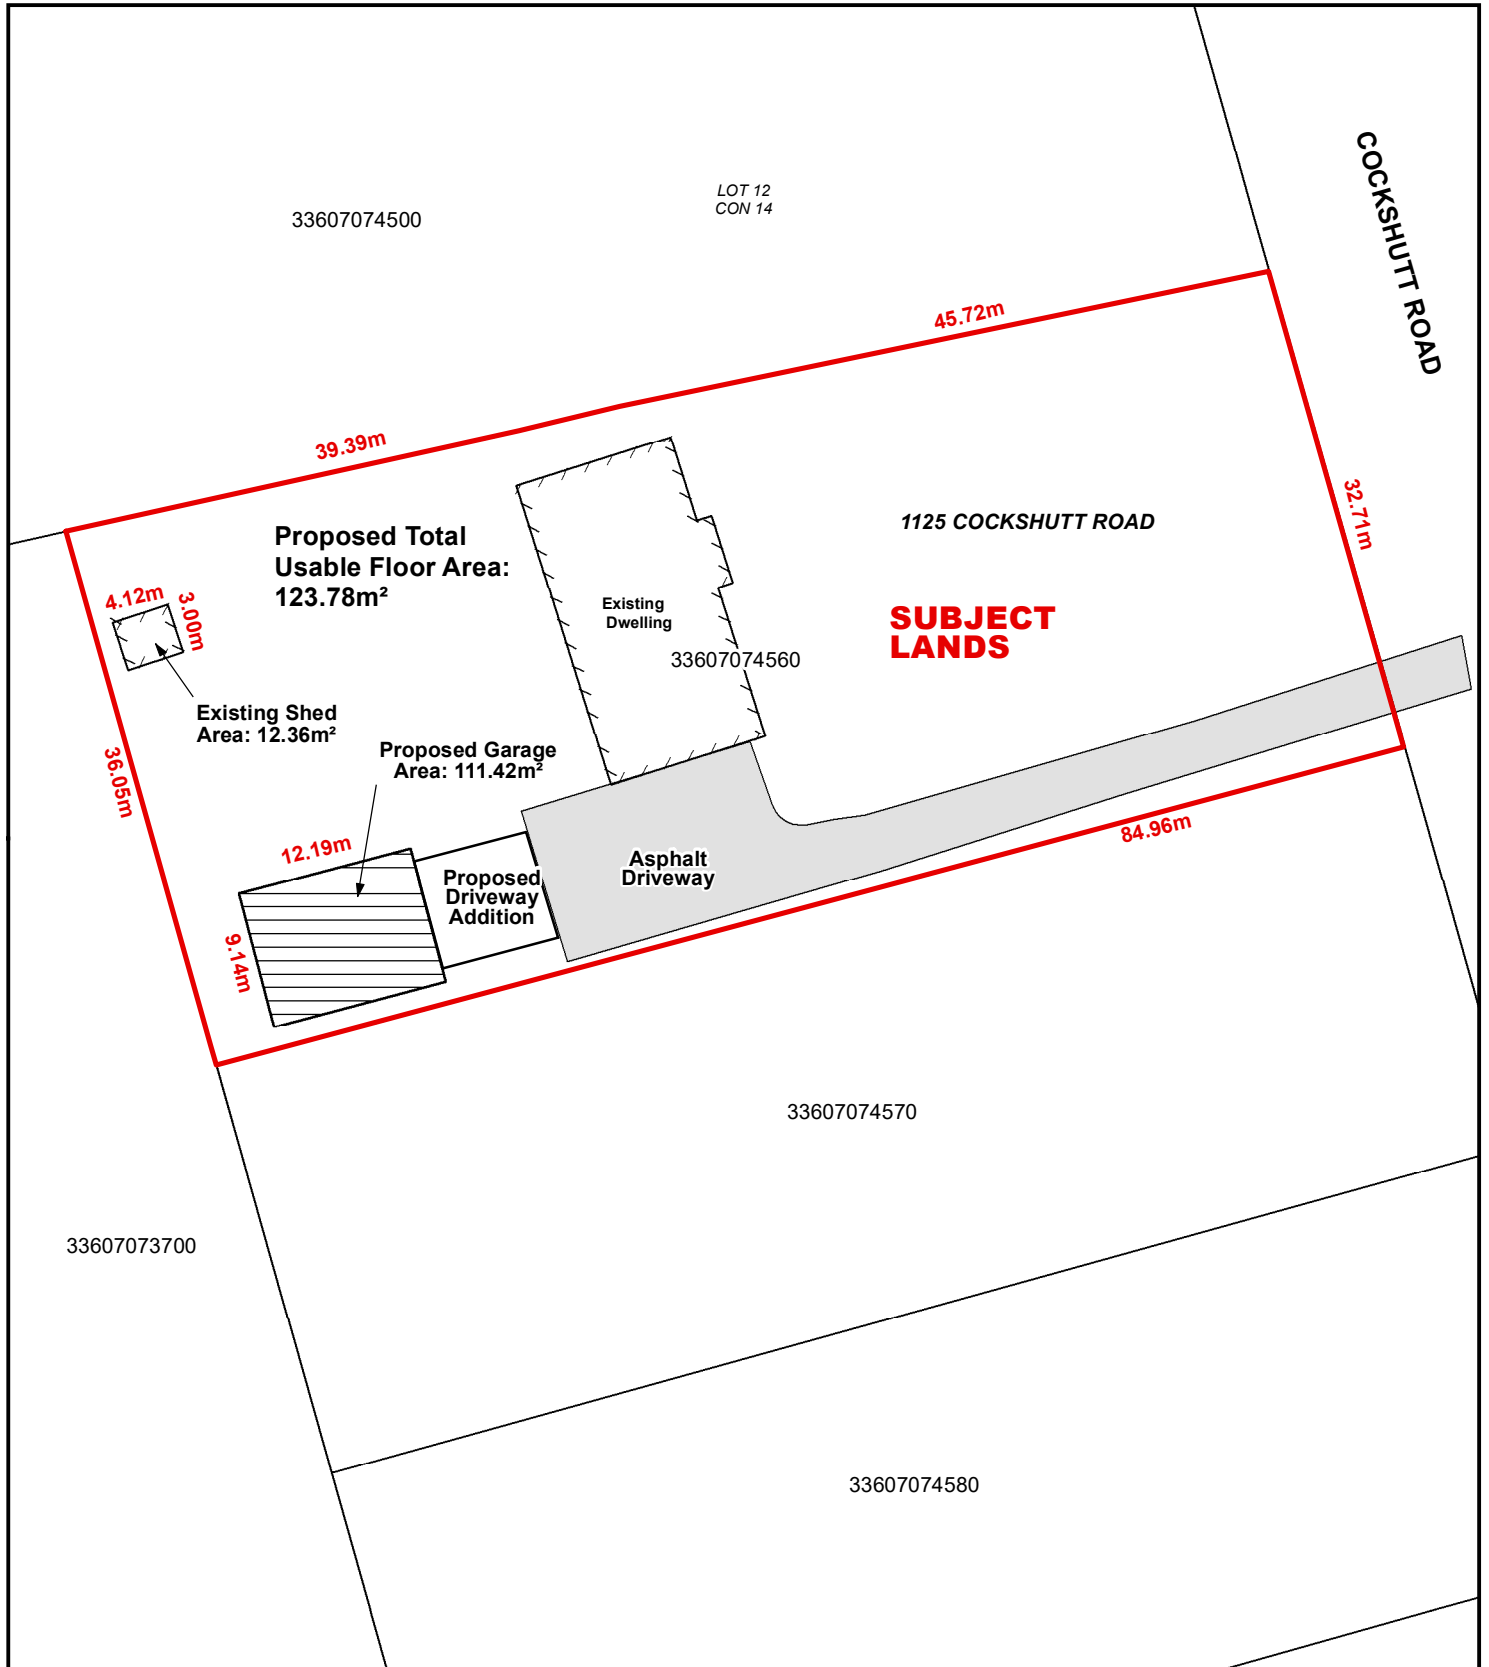 LOT 12
CON 14
33607074500
COCKSHUTT ROAD
45.72m
39.39m
32.71m
1125 COCKSHUTT ROAD
Proposed Total
Usable Floor Area:
123.78m²
4.12m
3.00m
Existing
Dwelling
SUBJECT
LANDS
33607074560
Existing Shed
Area: 12.36m²
36.05m
Proposed Garage
Area: 111.42m²
12.19m
84.96m
Asphalt
Driveway
Proposed
Driveway
Addition
9.14m
33607074570
33607073700
33607074580